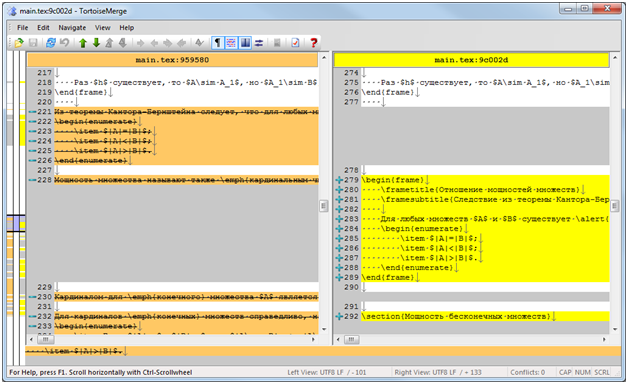 main.tex:9c002d - TortoiseMerge
File Edit Navigate View Help
main.tex:959580
217
218 ····Раз·$h$·существует,·то·$A\sim·A_1$,·но·$A_1\sim·B$
219 \end{frame}
220 ····
221 Из·теоремы·Кантора-Бернштейна·следует,·что·для·любых·м
222 \begin{enumerate}
223 ····\item·$|A|=|B|$;
224 ····\item·$|A|<|B|$;
225 ····\item·$|A|>|B|$.
226 \end{enumerate}
227
228 Мощность·множества·называют·также·\emph{кардинальным·ч
229
230 Кардиналом·для·\emph{конечного}·множества·$A$·является
231
232 Для·кардиналов·\emph{конечных}·множеств·справедливо,·
233 \begin{enumerate}
main.tex:9c002d
274
275 ····Раз·$h$·существует,·то·$A\sim·A_1$,·но·$A_1\sim
276 \end{frame}
277 ····
278
279 \begin{frame}
280 ····\frametitle{Отношение·мощностей·множеств}
281 ····\framesubtitle{Следствие·из·теоремы·Кантора-Бер
282 ····
283 ····Для·любых·множеств·$A$·и·$B$·существует·\alert{
284 ····\begin{enumerate}
285 ········\item·$|A|=|B|$;
286 ········\item·$|A|<|B|$;
287 ········\item·$|A|>|B|$.
288 ····\end{enumerate}
289 \end{frame}
290
291
292 \section{Мощность·бесконечных·множеств}
····\item·$|A|>|B|$.
For Help, press F1. Scroll horizontally with Ctrl-Scrollwheel Left View: UTF8 LF / - 101 Right View: UTF8 LF / + 133 Conflicts: 0 CAP NUM SCRL